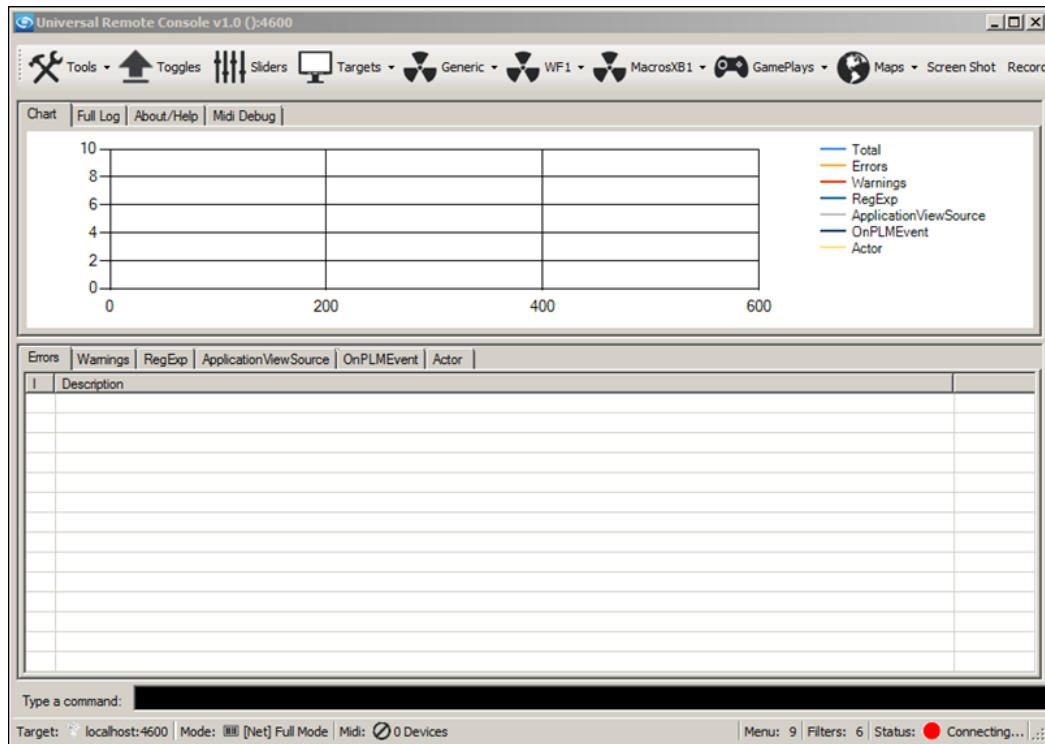 Universal Remote Console v1.0 ():4600
Tools Toggles Sliders Targets Generic WF1 MacrosXB1 GamePlays Maps Screen Shot Record
Chart Full Log About/Help Midi Debug
10
8
6
4
2
0
0 200 400 600
Total
Errors
Warnings
RegExp
ApplicationViewSource
OnPLMEvent
Actor
Errors Warnings RegExp ApplicationViewSource OnPLMEvent Actor
I Description
Type a command:
Target: localhost:4600 Mode: [Net] Full Mode Midi: 0 Devices Menu: 9 Filters: 6 Status: Connecting...